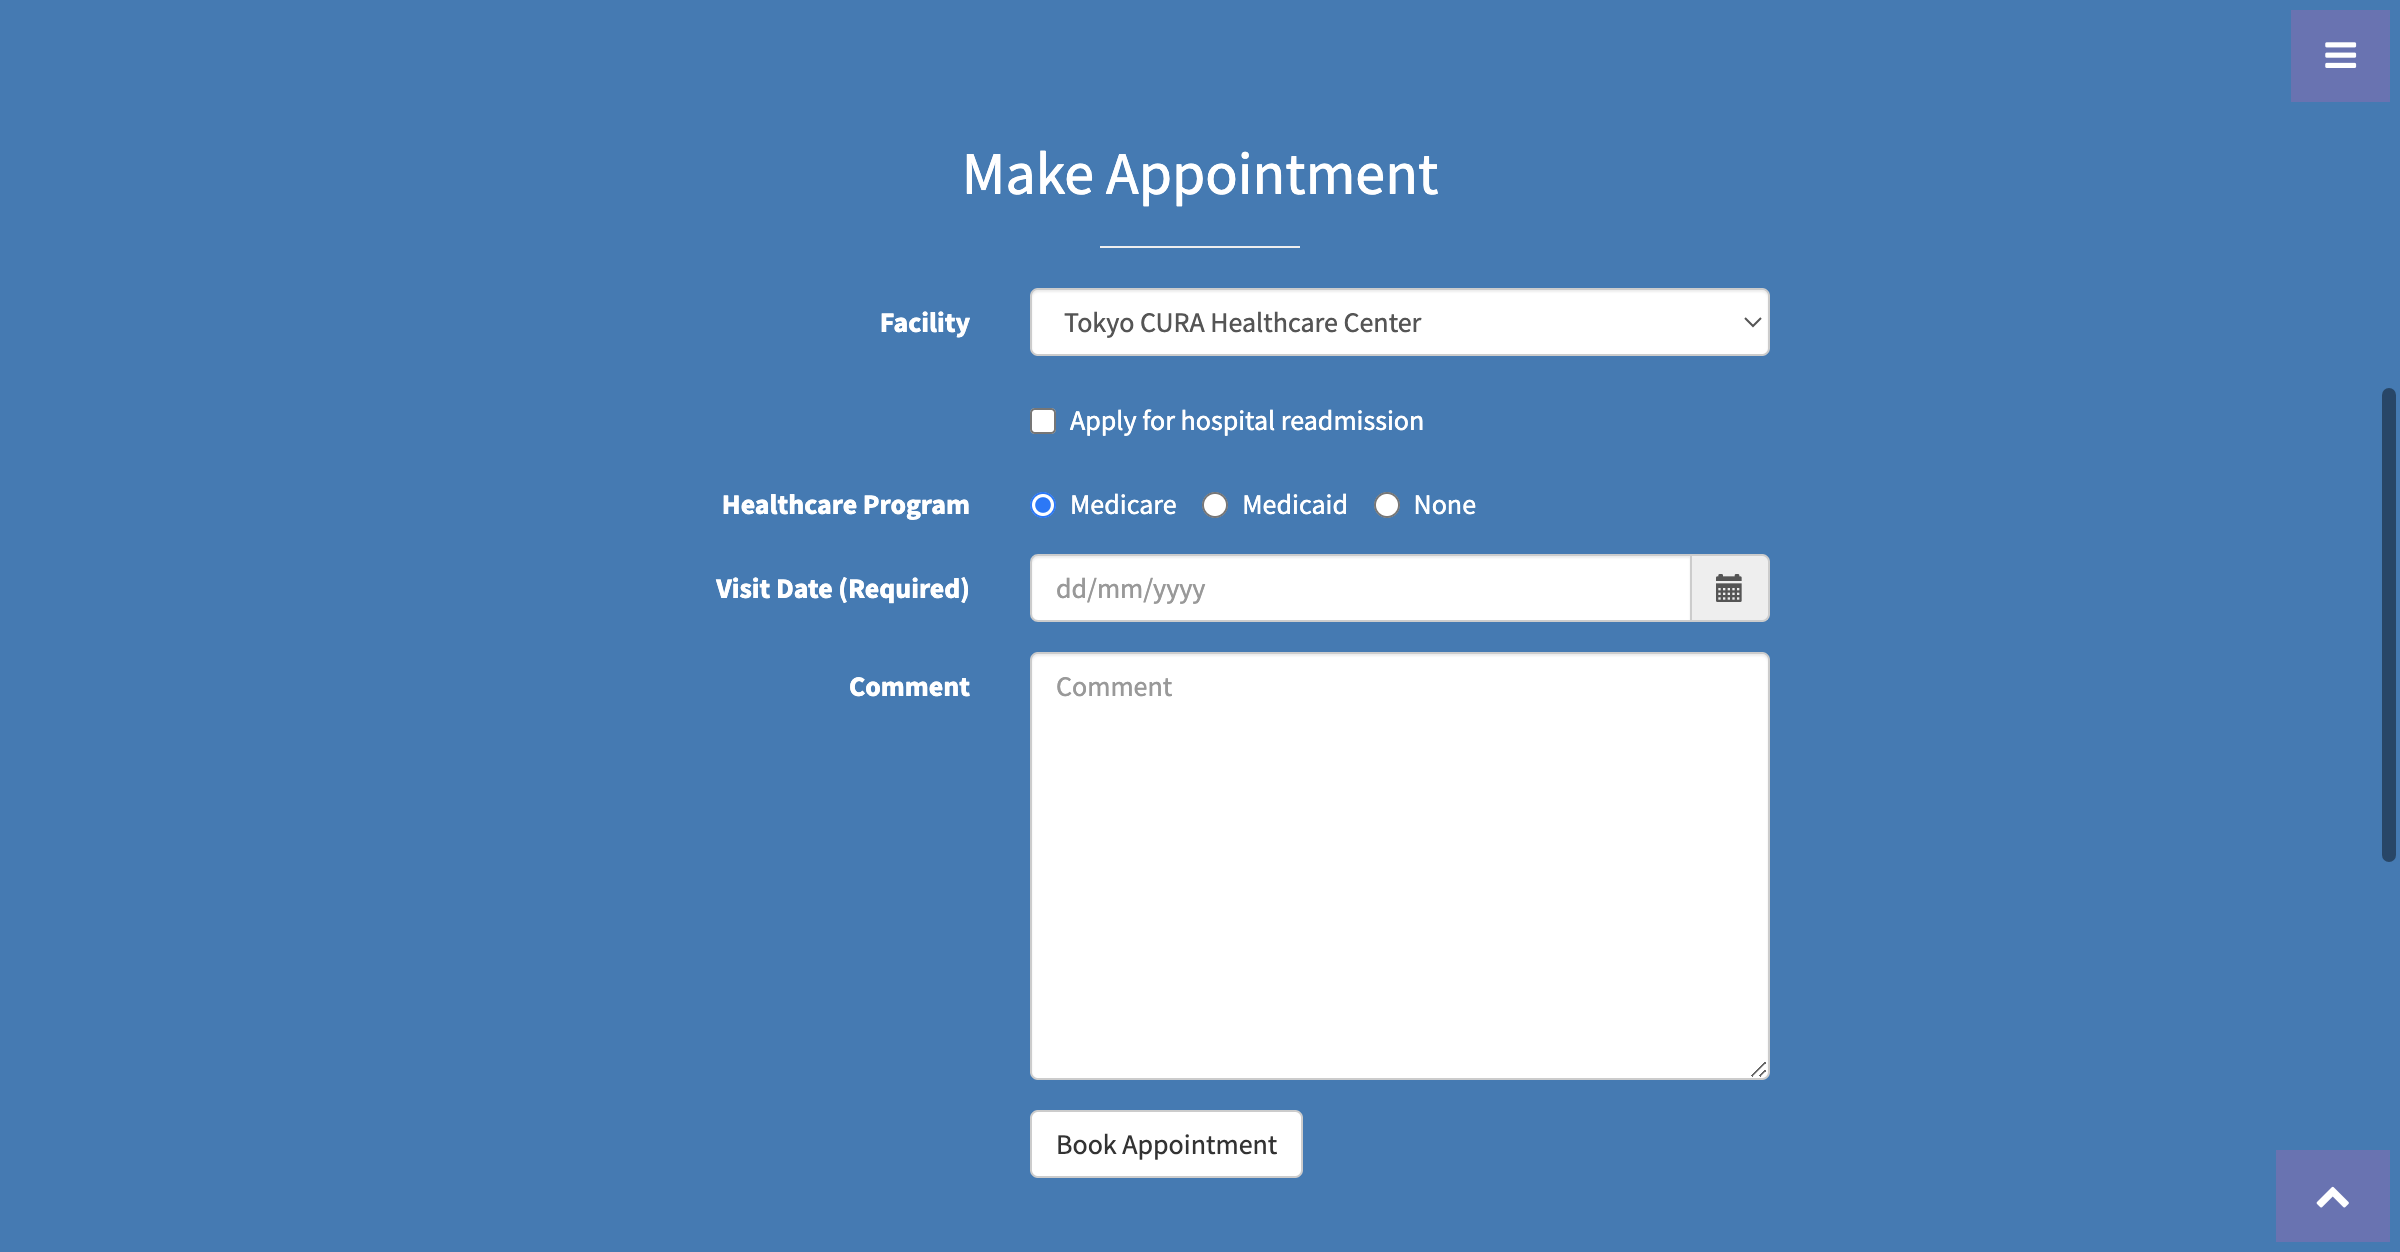 Make Appointment
Facility
Tokyo CURA Healthcare Center
Apply for hospital readmission
Healthcare Program
Medicare Medicaid None
Visit Date (Required)
dd/mm/yyyy
Comment
Comment
Book Appointment